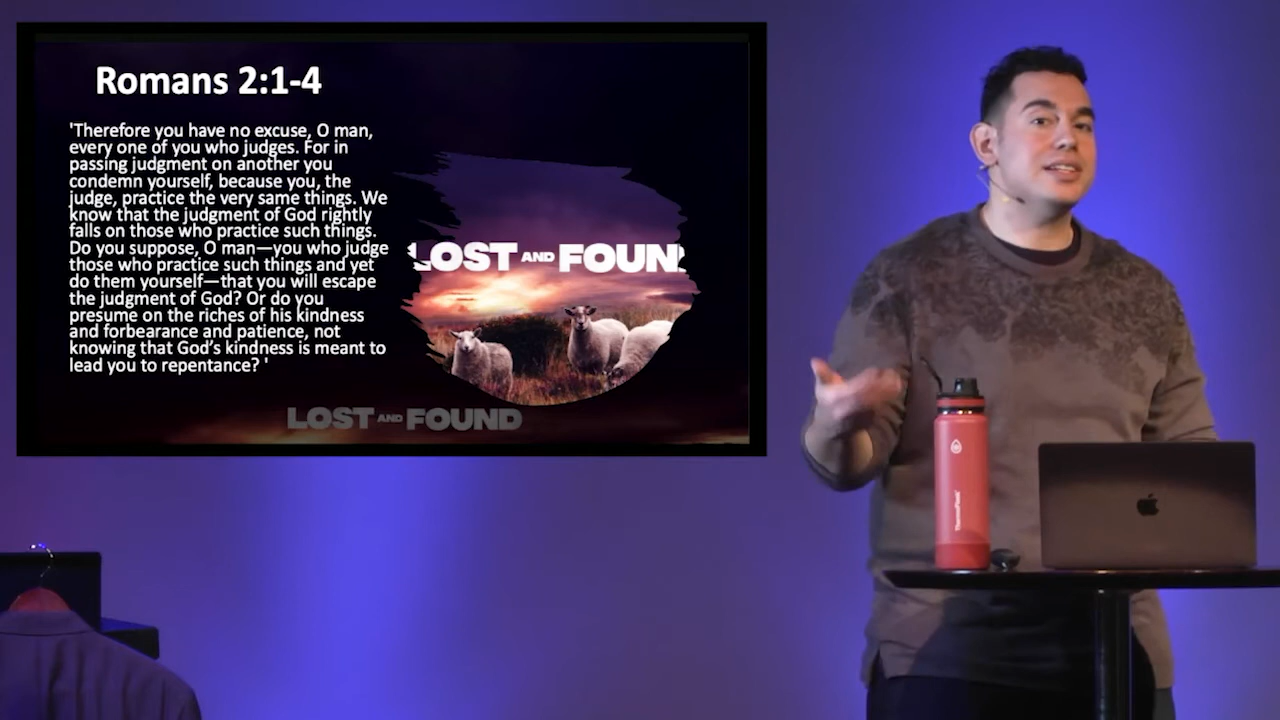 Romans 2:1-4
'Therefore you have no excuse, O man,
every one of you who judges. For in
passing judgment on another you
condemn yourself, because you, the
judge, practice the very same things. We
know that the judgment of God rightly
falls on those who practice such things.
Do you suppose, O man—you who judge
those who practice such things and yet
do them yourself—that you will escape
the judgment of God? Or do you
presume on the riches of his kindness
and forbearance and patience, not
knowing that God's kindness is meant to
lead you to repentance? '
LOST AND FOUN
LOST AND FOUND
ThermoFlask